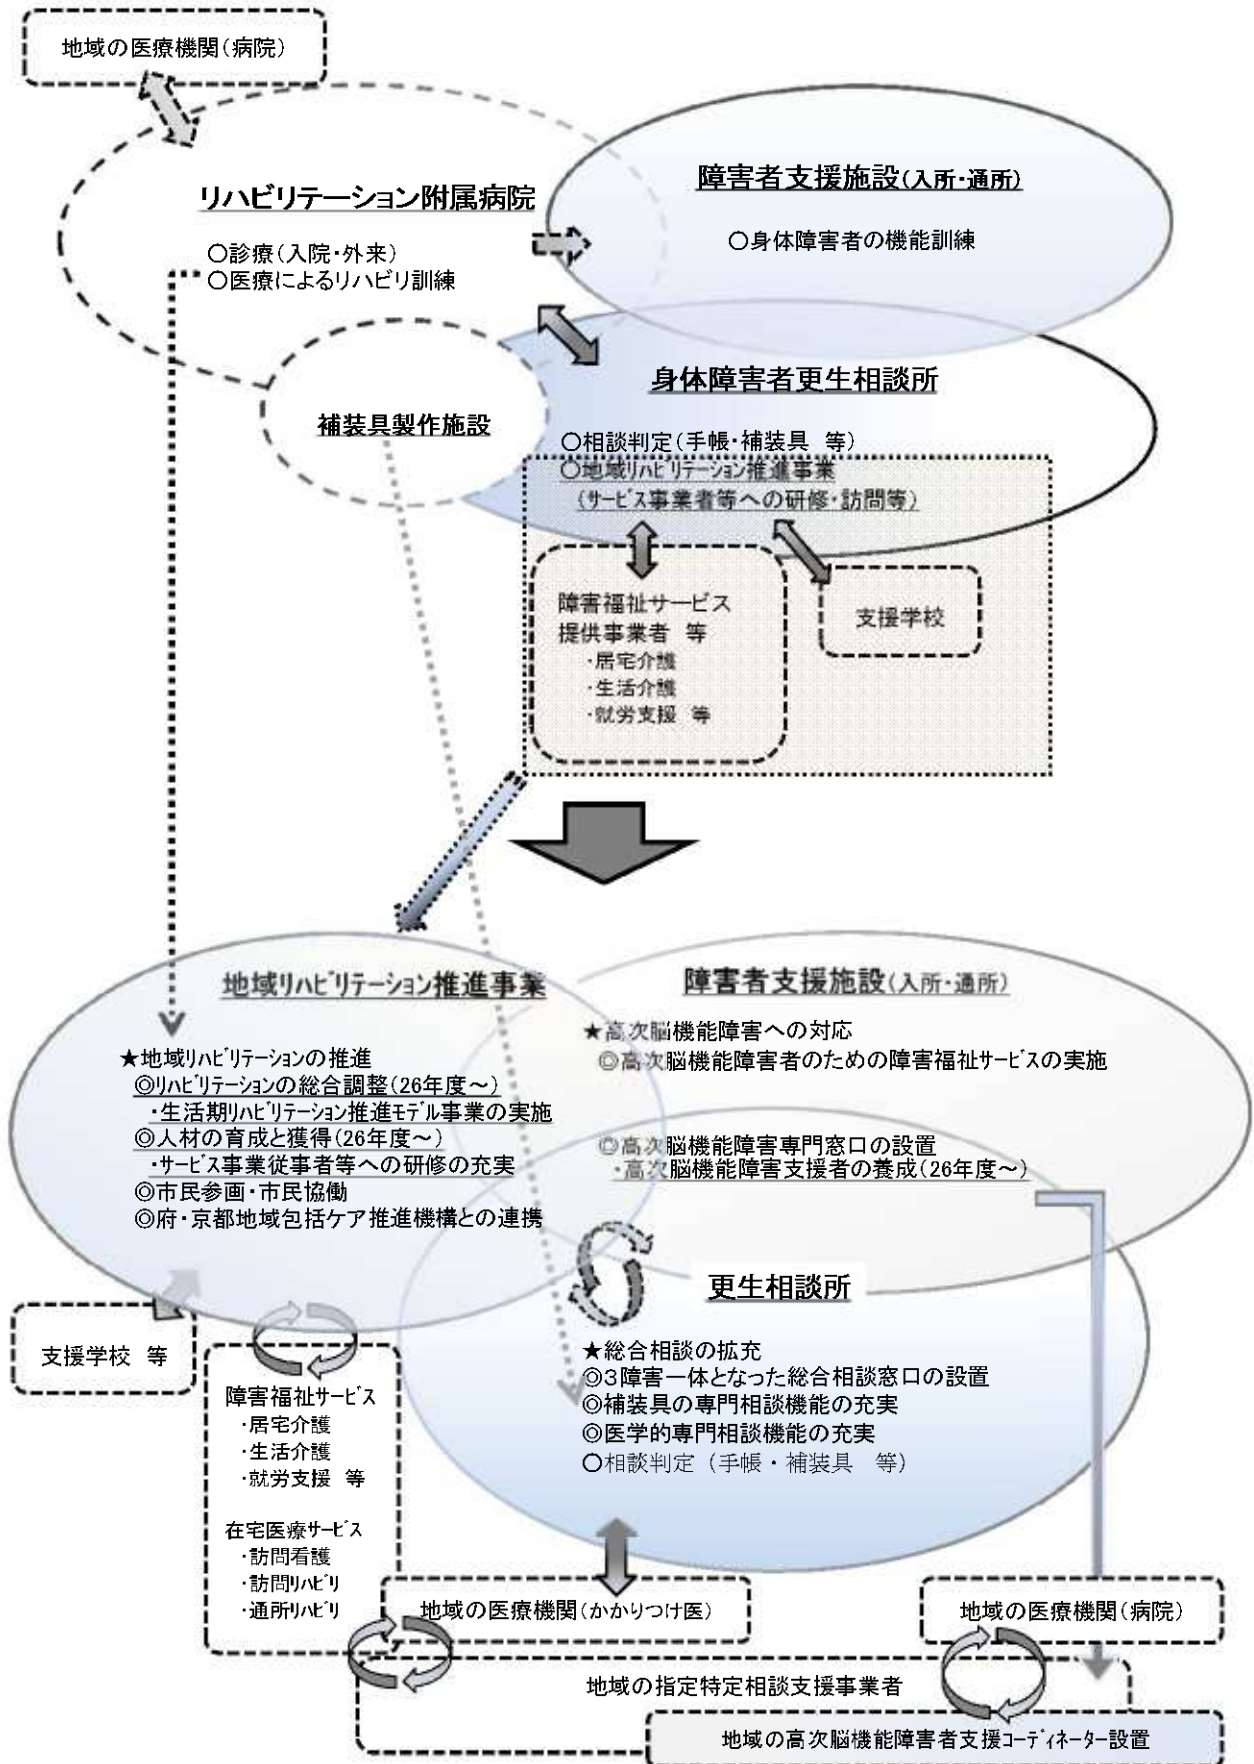 地域の医療機関(病院)
リハビリテーション附属病院
○診療(入院・外来)
○医療によるリハビリ訓練
障害者支援施設(入所・通所)
○身体障害者の機能訓練
身体障害者更生相談所
補装具製作施設
○相談判定(手帳・補装具 等)
○地域リハビリテーション推進事業
(サービス事業者等への研修・訪問等)
障害福祉サービス
提供事業者 等
・居宅介護
・生活介護
・就労支援 等
支援学校
地域リハビリテーション推進事業
★地域リハビリテーションの推進
◎リハビリテーションの総合調整(26年度~)
・生活期リハビリテーション推進モデル事業の実施
◎人材の育成と獲得(26年度~)
・サービス事業従事者等への研修の充実
◎市民参画・市民協働
◎府・京都地域包括ケア推進機構との連携
障害者支援施設(入所・通所)
★高次脳機能障害への対応
◎高次脳機能障害者のための障害福祉サービスの実施
◎高次脳機能障害専門窓口の設置
・高次脳機能障害支援者の養成(26年度~)
更生相談所
★総合相談の拡充
◎3障害一体となった総合相談窓口の設置
◎補装具の専門相談機能の充実
◎医学的専門相談機能の充実
○相談判定(手帳・補装具 等)
支援学校 等
障害福祉サービス
・居宅介護
・生活介護
・就労支援 等
在宅医療サービス
・訪問看護
・訪問リハビリ
・通所リハビリ
地域の医療機関(かかりつけ医)
地域の医療機関(病院)
地域の指定特定相談支援事業者
地域の高次脳機能障害者支援コーディネーター設置